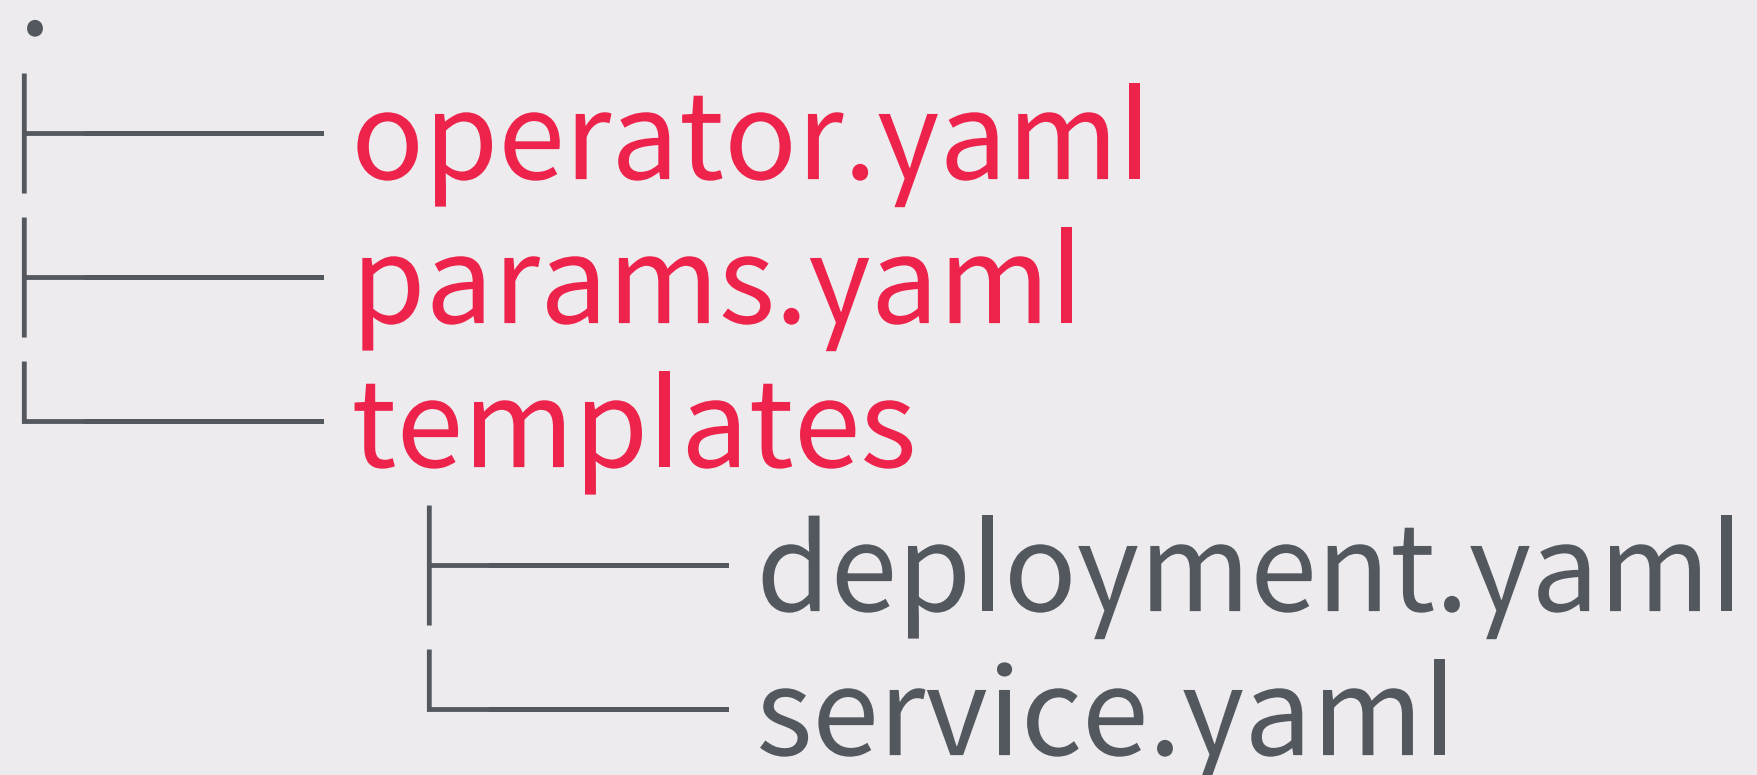 .
├── operator.yaml
├── params.yaml
└── templates
    ├── deployment.yaml
    └── service.yaml